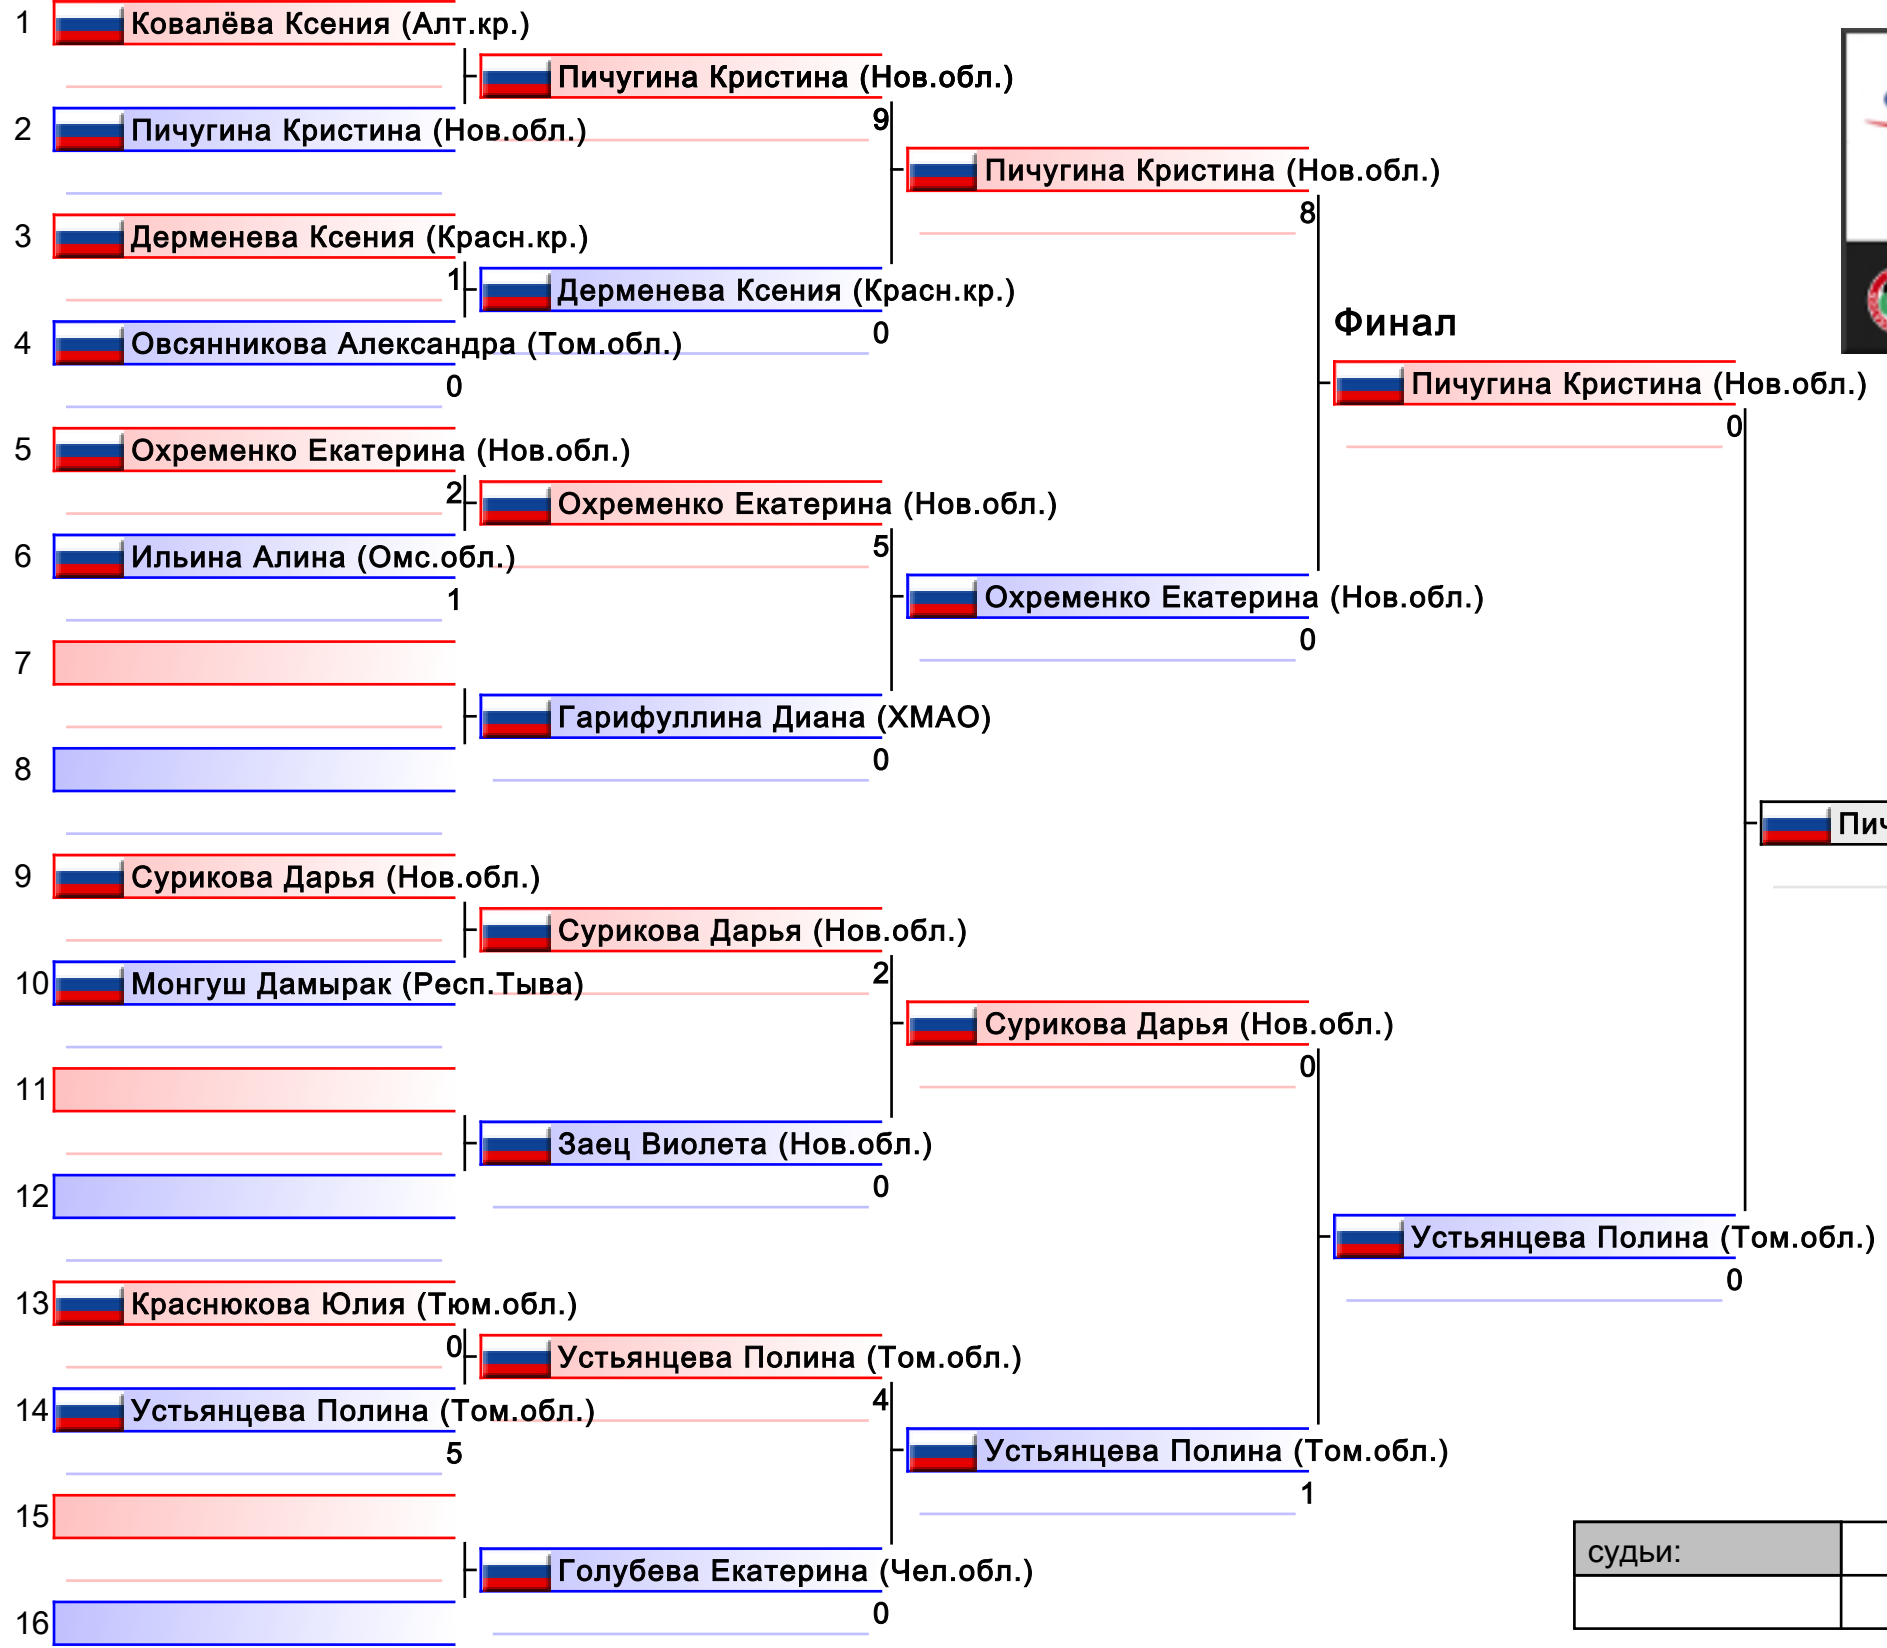 1 Ковалёва Ксения (Алт.кр.)
Пичугина Кристина (Нов.обл.)
9
2 Пичугина Кристина (Нов.обл.)
Пичугина Кристина (Нов.обл.)
8
3 Дерменева Ксения (Красн.кр.)
1
Дерменева Ксения (Красн.кр.)
0
4 Овсянникова Александра (Том.обл.)
0
Финал
Пичугина Кристина (Нов.обл.)
0
5 Охременко Екатерина (Нов.обл.)
2
Охременко Екатерина (Нов.обл.)
5
6 Ильина Алина (Омс.обл.)
1
Охременко Екатерина (Нов.обл.)
0
7
Гарифуллина Диана (ХМАО)
0
8
Пич
9 Сурикова Дарья (Нов.обл.)
Сурикова Дарья (Нов.обл.)
2
10 Монгуш Дамырак (Респ.Тыва)
Сурикова Дарья (Нов.обл.)
0
11
Заец Виолета (Нов.обл.)
0
12
Устьянцева Полина (Том.обл.)
0
13 Краснюкова Юлия (Тюм.обл.)
0
Устьянцева Полина (Том.обл.)
4
14 Устьянцева Полина (Том.обл.)
5
Устьянцева Полина (Том.обл.)
1
15
Голубева Екатерина (Чел.обл.)
0
16
судьи: